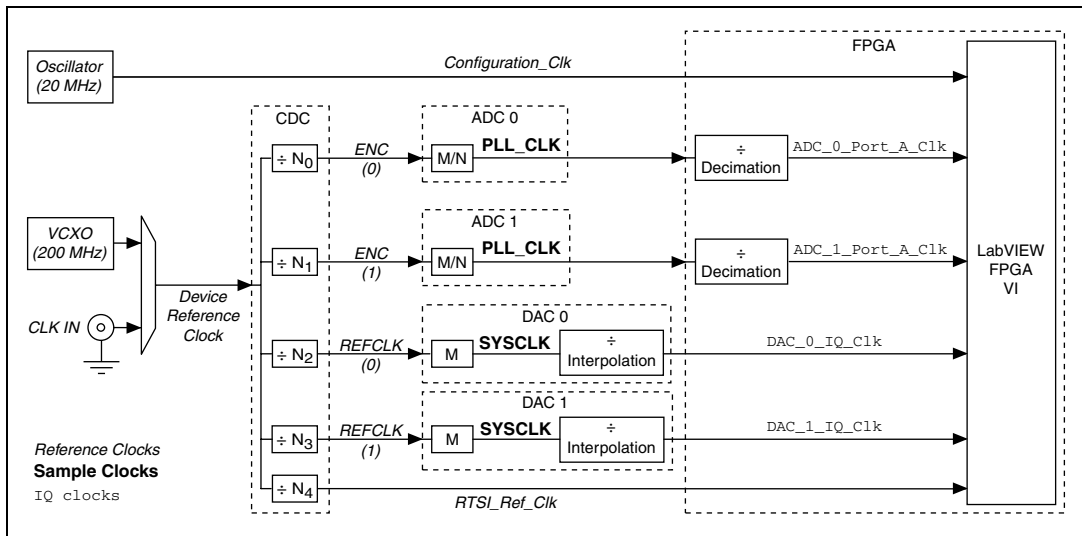 FPGA
Oscillator
(20 MHz)
Configuration_Clk
CDC
ADC 0
÷ N0
ENC
(0)
M/N
PLL_CLK
÷
Decimation
ADC_0_Port_A_Clk
VCXO
(200 MHz)
ADC 1
÷ N1
ENC
(1)
M/N
PLL_CLK
÷
Decimation
ADC_1_Port_A_Clk
LabVIEW
FPGA
VI
Device
Reference
Clock
CLK IN
DAC 0
÷ N2
REFCLK
(0)
M
SYSCLK
÷
Interpolation
DAC_0_IQ_Clk
DAC 1
÷ N3
REFCLK
(1)
M
SYSCLK
÷
Interpolation
DAC_1_IQ_Clk
÷ N4
RTSI_Ref_Clk
Reference Clocks
Sample Clocks
IQ clocks